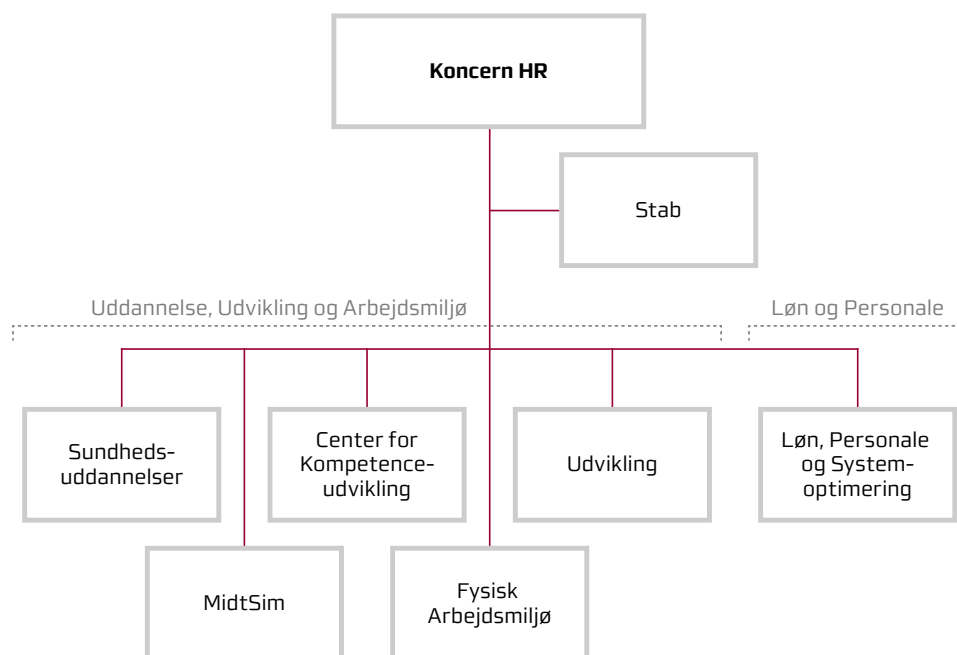 Koncern HR
Stab
Uddannelse, Udvikling og Arbejdsmiljø
Løn og Personale
Sundheds-
uddannelser
Center for
Kompetence-
udvikling
Udvikling
Løn, Personale
og System-
optimering
MidtSim
Fysisk
Arbejdsmiljø